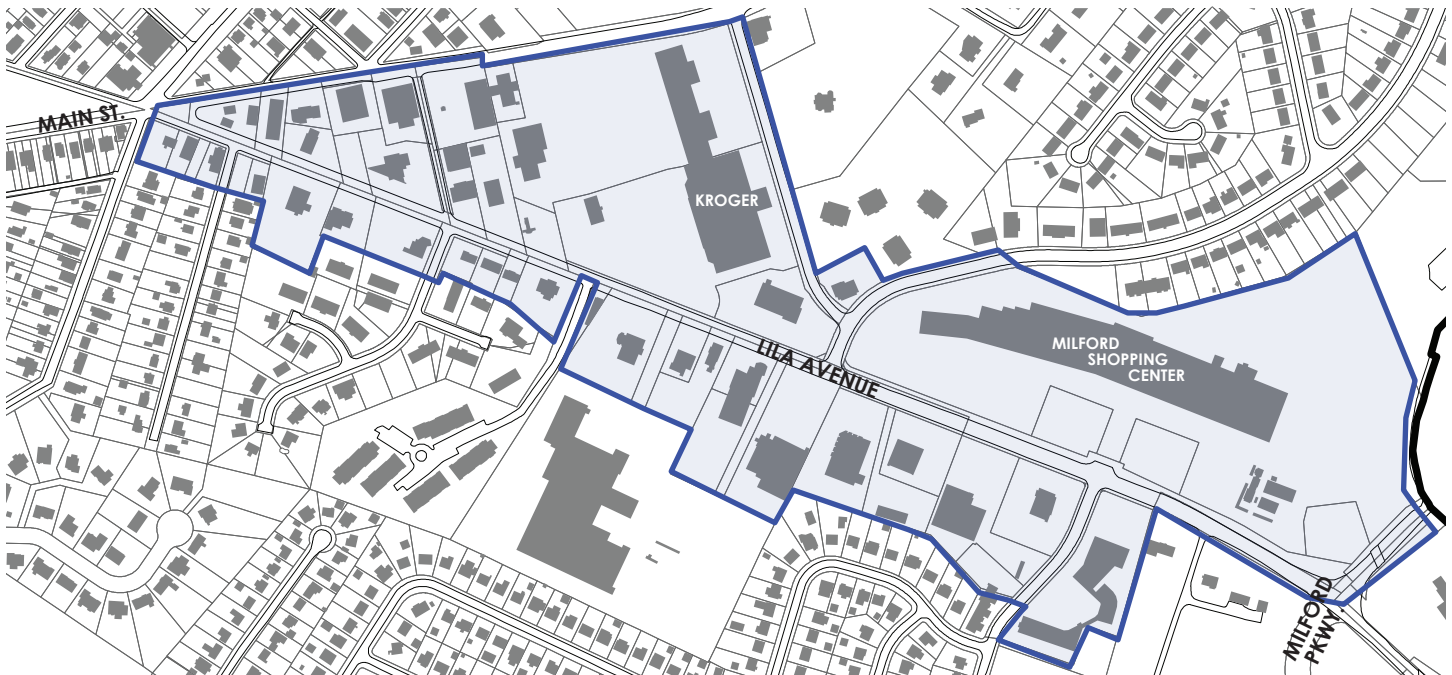 MAIN ST.
KROGER
LILA AVENUE
MILFORD
SHOPPING
CENTER
MILFORD
PKWY.